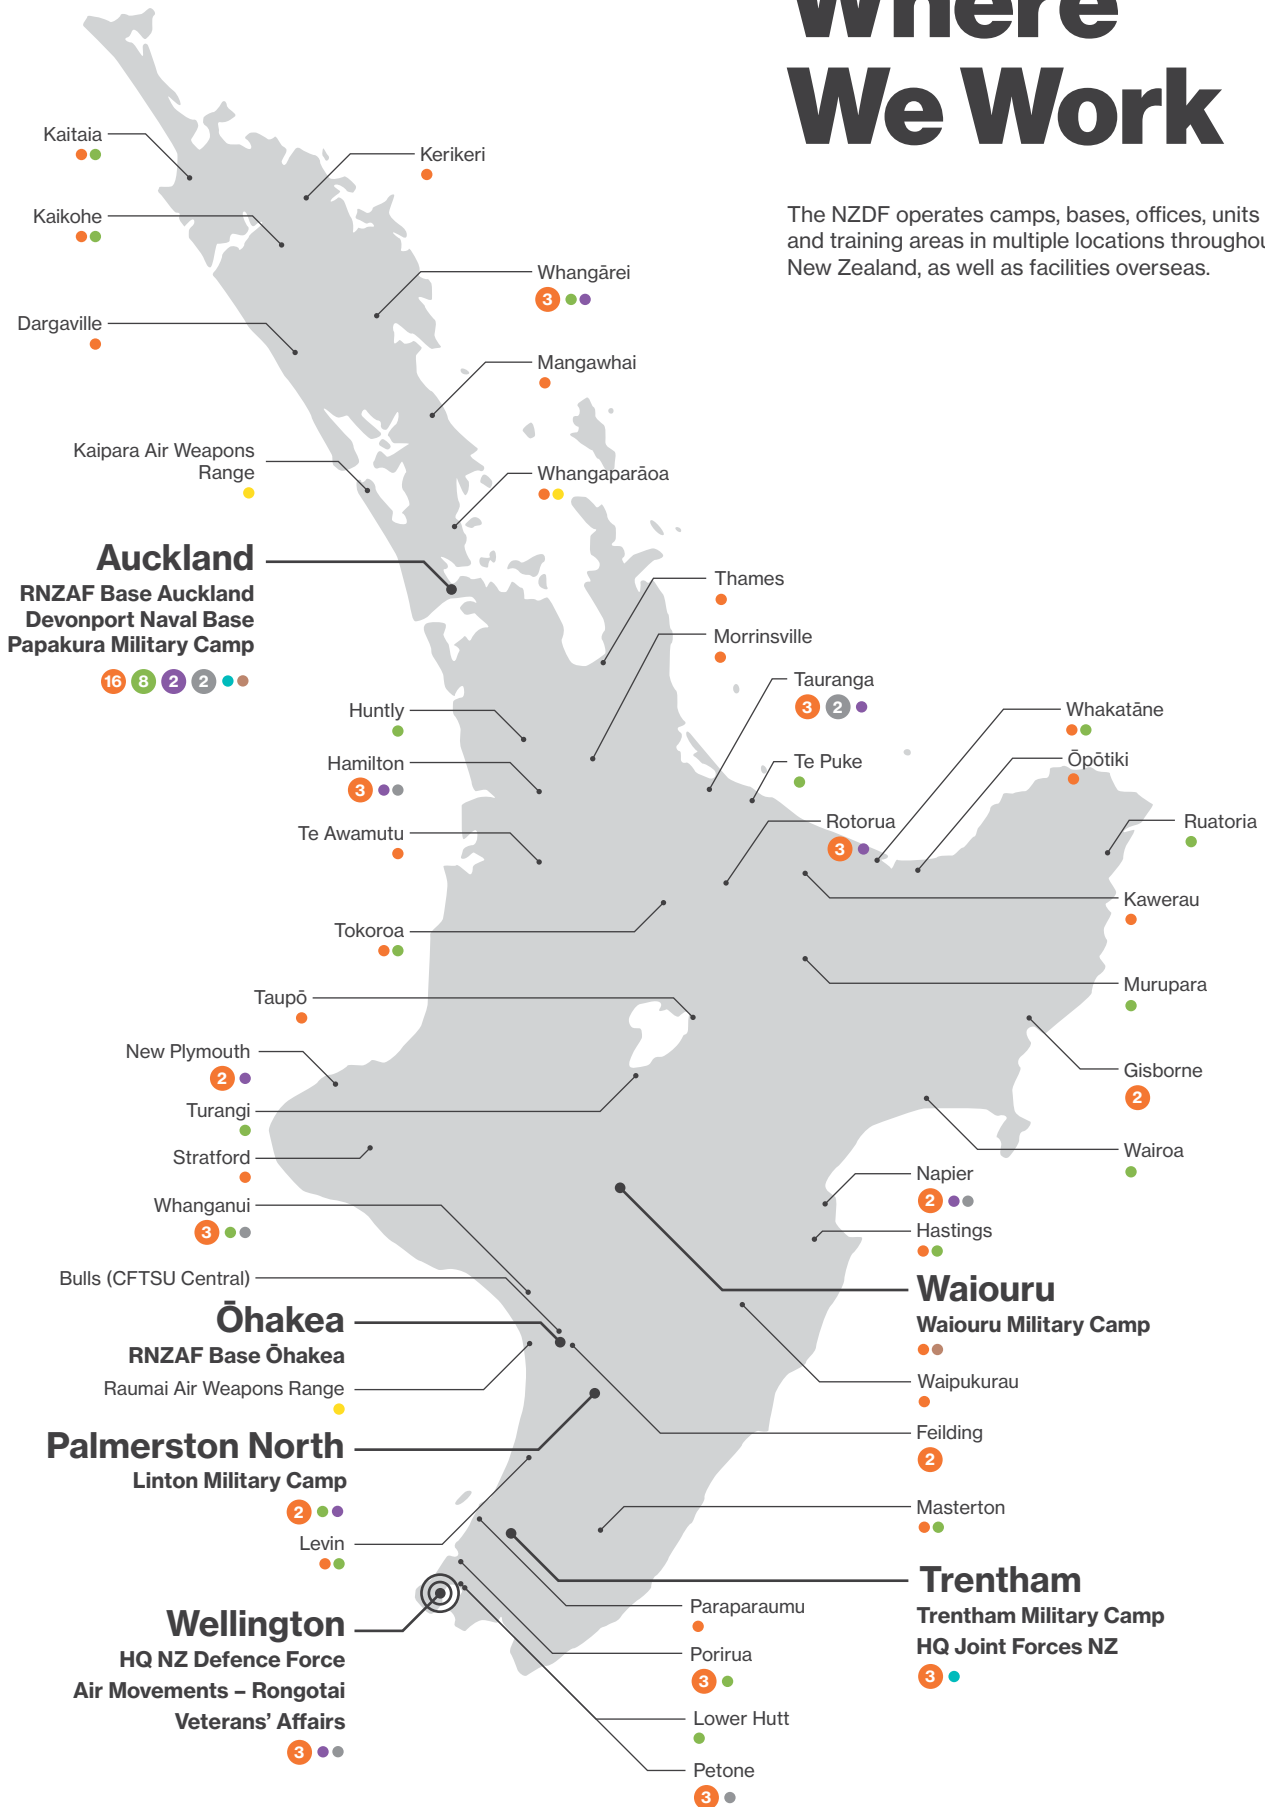 Where
We Work
The NZDF operates camps, bases, offices, units
and training areas in multiple locations
New Zealand, as well as facilities overseas.
Kaitaia
Kerikeri
Kaikohe
Whangārei
3
Dargaville
Mangawhai
Kaipara Air Weapons
Range
Whangaparāoa
Auckland
RNZAF Base Auckland
Devonport Naval Base
Papakura Military Camp
16 8 2 2
Thames
Morrinsville
Tauranga
3 2
Huntly
Whakatāne
Hamilton
3
Te Puke
Ōpōtiki
Te Awamutu
Rotorua
3
Ruatoria
Kawerau
Tokoroa
Murupara
Taupō
New Plymouth
2
Gisborne
2
Turangi
Stratford
Wairoa
Whanganui
3
Napier
2
Hastings
Bulls (CFTSU Central)
Waiouru
Waiouru Military Camp
Ōhakea
RNZAF Base Ōhakea
Raumai Air Weapons Range
Waipukurau
Palmerston North
Linton Military Camp
2
Feilding
2
Levin
Masterton
Trentham
Trentham Military Camp
HQ Joint Forces NZ
3
Wellington
HQ NZ Defence Force
Air Movements – Rongotai
Veterans' Affairs
3
Paraparaumu
Porirua
3
Lower Hutt
Petone
3